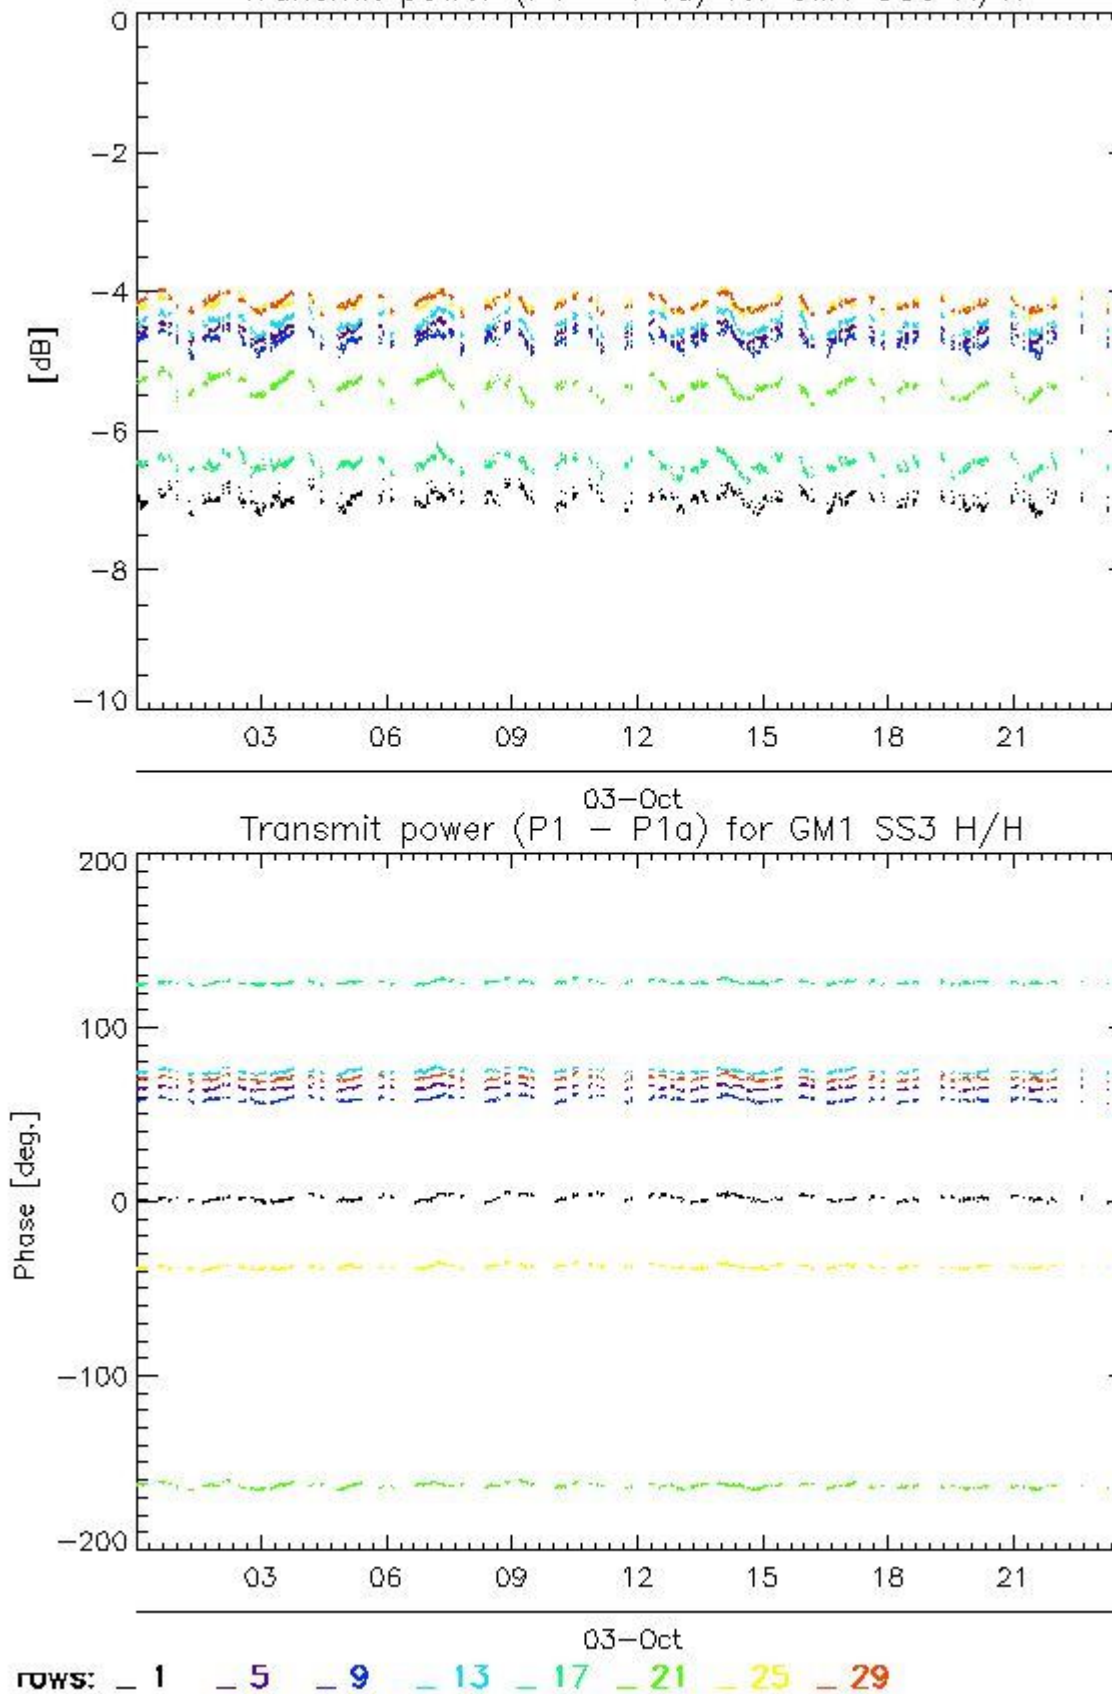 0
−2
−4
−6
−8
−10
[dB]
03 06 09 12 15 18 21
03−Oct
Transmit power (P1 − P1a) for GM1 SS3 H/H
200
100
0
−100
−200
Phase [deg.]
03 06 09 12 15 18 21
03−Oct
rows: _ 1 _ 5 _ 9 _ 13 _ 17 _ 21 _ 25 _ 29